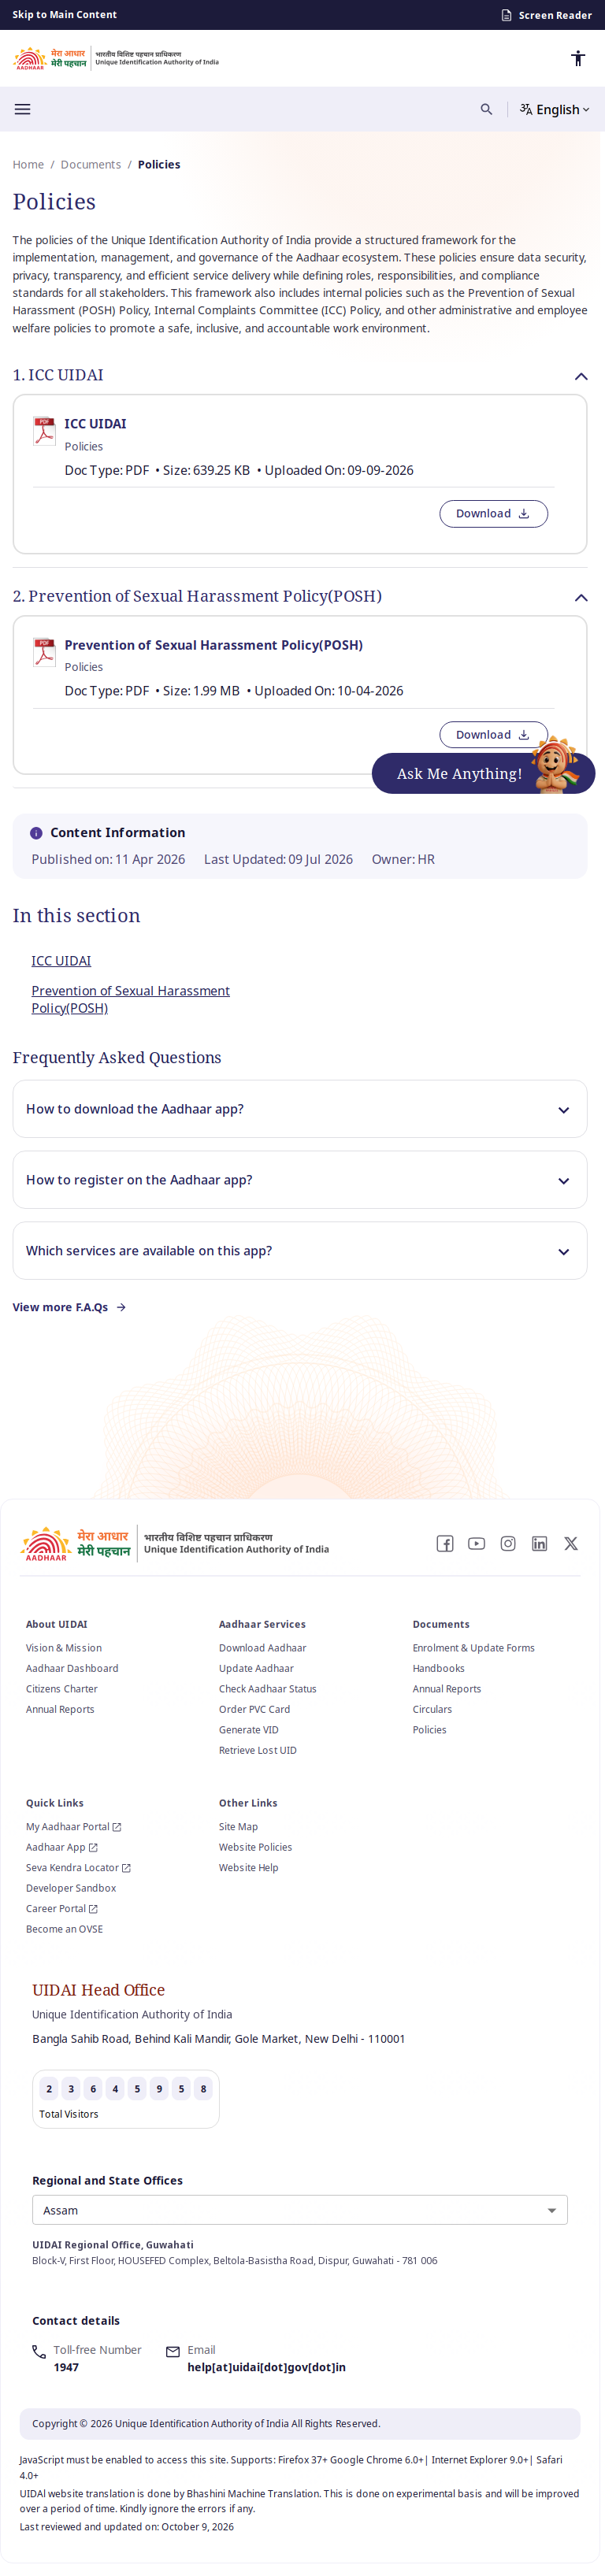 Skip to Main Content
Screen Reader
AADHAAR
मेरा आधार
मेरी पहचान
भारतीय विशिष्ट पहचान प्राधिकरण
Unique Identification Authority of India
English
Home / Documents / Policies
Policies
The policies of the Unique Identification Authority of India provide a structured framework for the
implementation, management, and governance of the Aadhaar ecosystem. These policies ensure data security,
privacy, transparency, and efficient service delivery while defining roles, responsibilities, and compliance
standards for all stakeholders. This framework also includes internal policies such as the Prevention of Sexual
Harassment (POSH) Policy, Internal Complaints Committee (ICC) Policy, and other administrative and employee
welfare policies to promote a safe, inclusive, and accountable work environment.
1. ICC UIDAI
PDF
ICC UIDAI
Policies
Doc Type: PDF • Size: 639.25 KB • Uploaded On: 09-09-2026
Download
2. Prevention of Sexual Harassment Policy(POSH)
PDF
Prevention of Sexual Harassment Policy(POSH)
Policies
Doc Type: PDF • Size: 1.99 MB • Uploaded On: 10-04-2026
Download
Ask Me Anything!
Content Information
Published on: 11 Apr 2026 Last Updated: 09 Jul 2026 Owner: HR
In this section
ICC UIDAI
Prevention of Sexual Harassment
Policy(POSH)
Frequently Asked Questions
How to download the Aadhaar app?
How to register on the Aadhaar app?
Which services are available on this app?
View more F.A.Qs
AADHAAR
मेरा आधार
मेरी पहचान
भारतीय विशिष्ट पहचान प्राधिकरण
Unique Identification Authority of India
About UIDAI
Vision & Mission
Aadhaar Dashboard
Citizens Charter
Annual Reports
Aadhaar Services
Download Aadhaar
Update Aadhaar
Check Aadhaar Status
Order PVC Card
Generate VID
Retrieve Lost UID
Documents
Enrolment & Update Forms
Handbooks
Annual Reports
Circulars
Policies
Quick Links
My Aadhaar Portal
Aadhaar App
Seva Kendra Locator
Developer Sandbox
Career Portal
Become an OVSE
Other Links
Site Map
Website Policies
Website Help
UIDAI Head Office
Unique Identification Authority of India
Bangla Sahib Road, Behind Kali Mandir, Gole Market, New Delhi - 110001
2 3 6 4 5 9 5 8
Total Visitors
Regional and State Offices
Assam
UIDAI Regional Office, Guwahati
Block-V, First Floor, HOUSEFED Complex, Beltola-Basistha Road, Dispur, Guwahati - 781 006
Contact details
Toll-free Number
1947
Email
help[at]uidai[dot]gov[dot]in
Copyright © 2026 Unique Identification Authority of India All Rights Reserved.
JavaScript must be enabled to access this site. Supports: Firefox 37+ Google Chrome 6.0+| Internet Explorer 9.0+| Safari
4.0+
UIDAI website translation is done by Bhashini Machine Translation. This is done on experimental basis and will be improved
over a period of time. Kindly ignore the errors if any.
Last reviewed and updated on: October 9, 2026